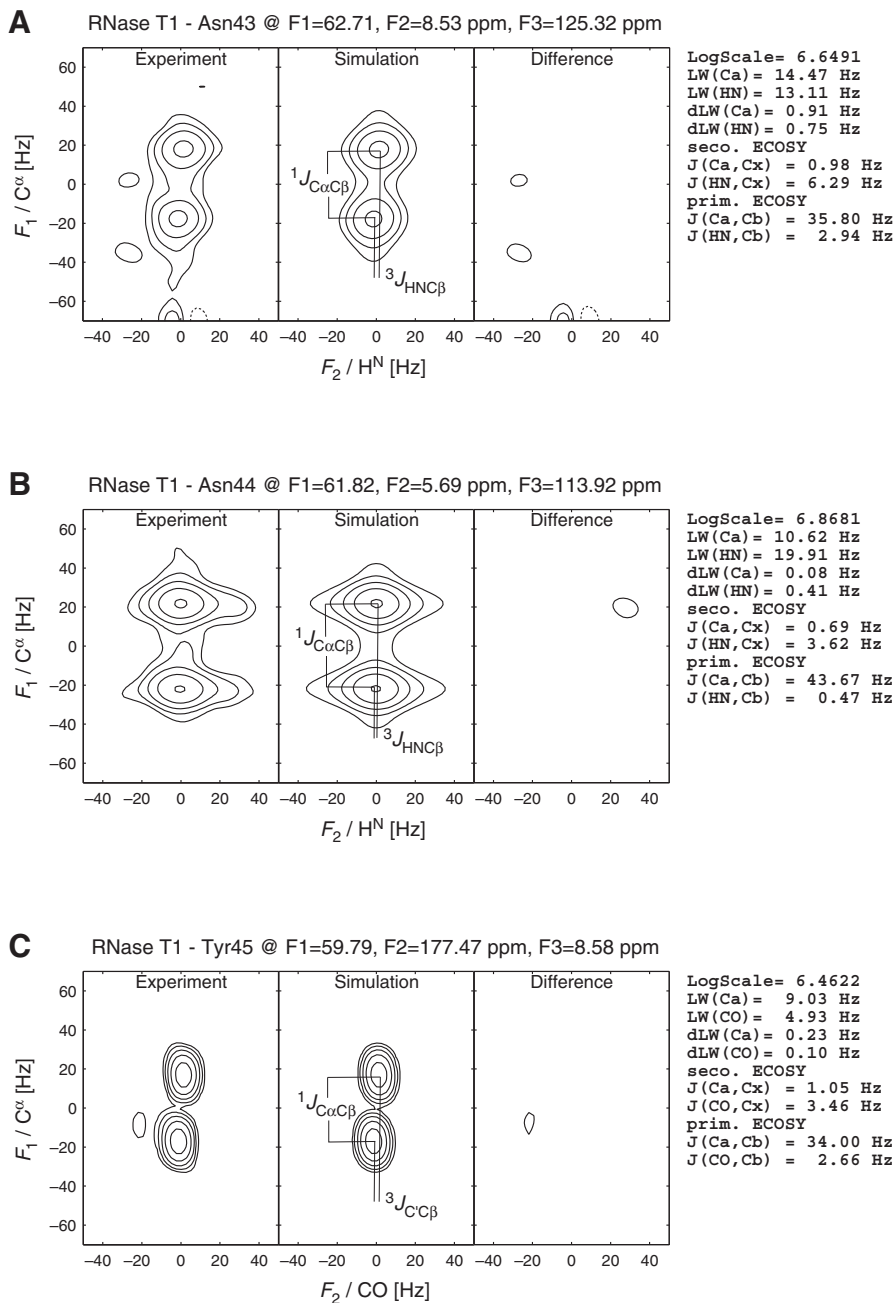 A
RNase T1 - Asn43 @ F1=62.71, F2=8.53 ppm, F3=125.32 ppm
Experiment Simulation Difference
60
40
20
0
−20
−40
−60
F1 / Cα [Hz]
1JCαCβ
3JHNCβ
−40 −20 0 20 40 −40 −20 0 20 40 −40 −20 0 20 40
F2 / HN [Hz]
LogScale= 6.6491
LW(Ca)= 14.47 Hz
LW(HN)= 13.11 Hz
dLW(Ca)= 0.91 Hz
dLW(HN)= 0.75 Hz
seco. ECOSY
J(Ca,Cx) = 0.98 Hz
J(HN,Cx) = 6.29 Hz
prim. ECOSY
J(Ca,Cb) = 35.80 Hz
J(HN,Cb) = 2.94 Hz
B
RNase T1 - Asn44 @ F1=61.82, F2=5.69 ppm, F3=113.92 ppm
Experiment Simulation Difference
60
40
20
0
−20
−40
−60
F1 / Cα [Hz]
1JCαCβ
3JHNCβ
−40 −20 0 20 40 −40 −20 0 20 40 −40 −20 0 20 40
F2 / HN [Hz]
LogScale= 6.8681
LW(Ca)= 10.62 Hz
LW(HN)= 19.91 Hz
dLW(Ca)= 0.08 Hz
dLW(HN)= 0.41 Hz
seco. ECOSY
J(Ca,Cx) = 0.69 Hz
J(HN,Cx) = 3.62 Hz
prim. ECOSY
J(Ca,Cb) = 43.67 Hz
J(HN,Cb) = 0.47 Hz
C
RNase T1 - Tyr45 @ F1=59.79, F2=177.47 ppm, F3=8.58 ppm
Experiment Simulation Difference
60
40
20
0
−20
−40
−60
F1 / Cα [Hz]
1JCαCβ
3JC'Cβ
−40 −20 0 20 40 −40 −20 0 20 40 −40 −20 0 20 40
F2 / CO [Hz]
LogScale= 6.4622
LW(Ca)= 9.03 Hz
LW(CO)= 4.93 Hz
dLW(Ca)= 0.23 Hz
dLW(CO)= 0.10 Hz
seco. ECOSY
J(Ca,Cx) = 1.05 Hz
J(CO,Cx) = 3.46 Hz
prim. ECOSY
J(Ca,Cb) = 34.00 Hz
J(CO,Cb) = 2.66 Hz